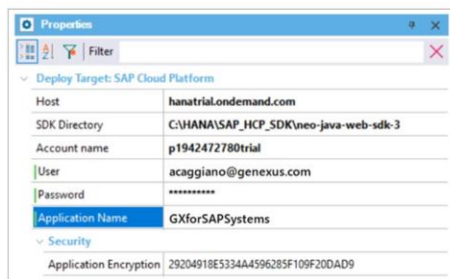 Properties
Filter
Deploy Target: SAP Cloud Platform
Host hanatrial.ondemand.com
SDK Directory C:\HANA\SAP_HCP_SDK\neo-java-web-sdk-3
Account name p1942472780trial
User acaggiano@genexus.com
Password **********
Application Name GXforSAPSystems
Security
Application Encryption 29204918E5334A4596285F109F20DAD9